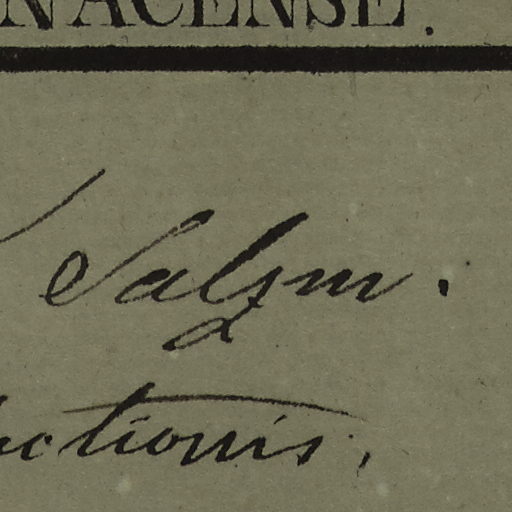 NACENSE.
Salzm.
ctionis.